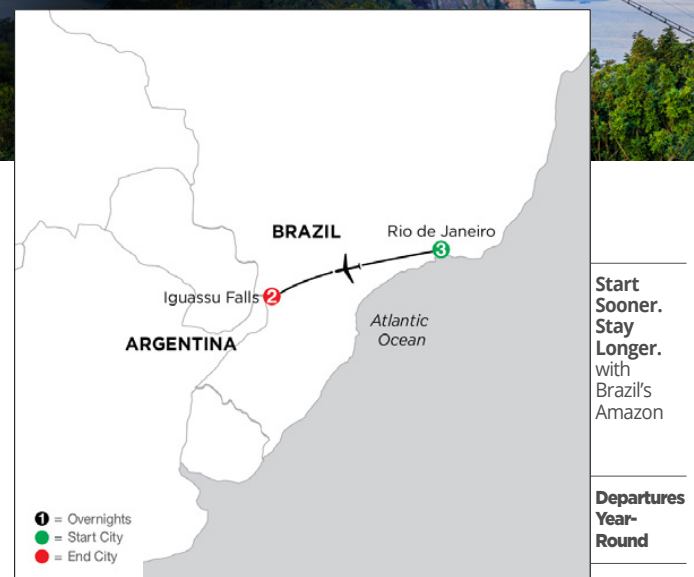 BRAZIL
Rio de Janeiro
3
Iguassu Falls 2
ARGENTINA
Atlantic
Ocean
1 = Overnights
= Start City
= End City
Start
Sooner.
Stay
Longer.
with
Brazil's
Amazon
Departures
Year-
Round